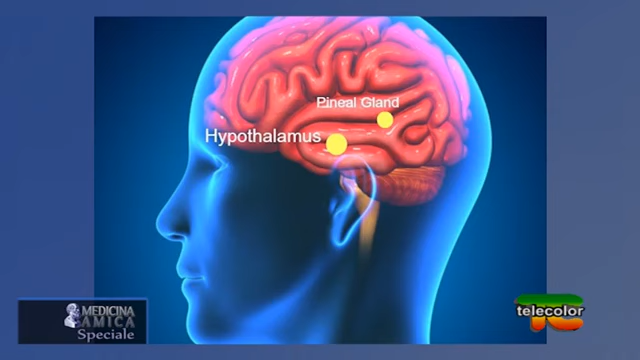 Pineal Gland
Hypothalamus
MEDICINA
AMICA
Speciale
telecolor